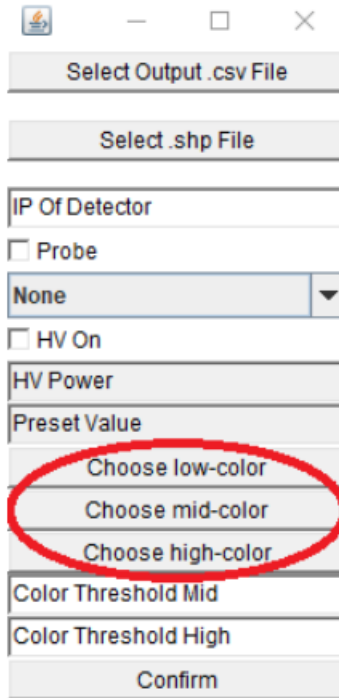 Select Output .csv File
Select .shp File
IP Of Detector
Probe
None
HV On
HV Power
Preset Value
Choose low-color
Choose mid-color
Choose high-color
Color Threshold Mid
Color Threshold High
Confirm